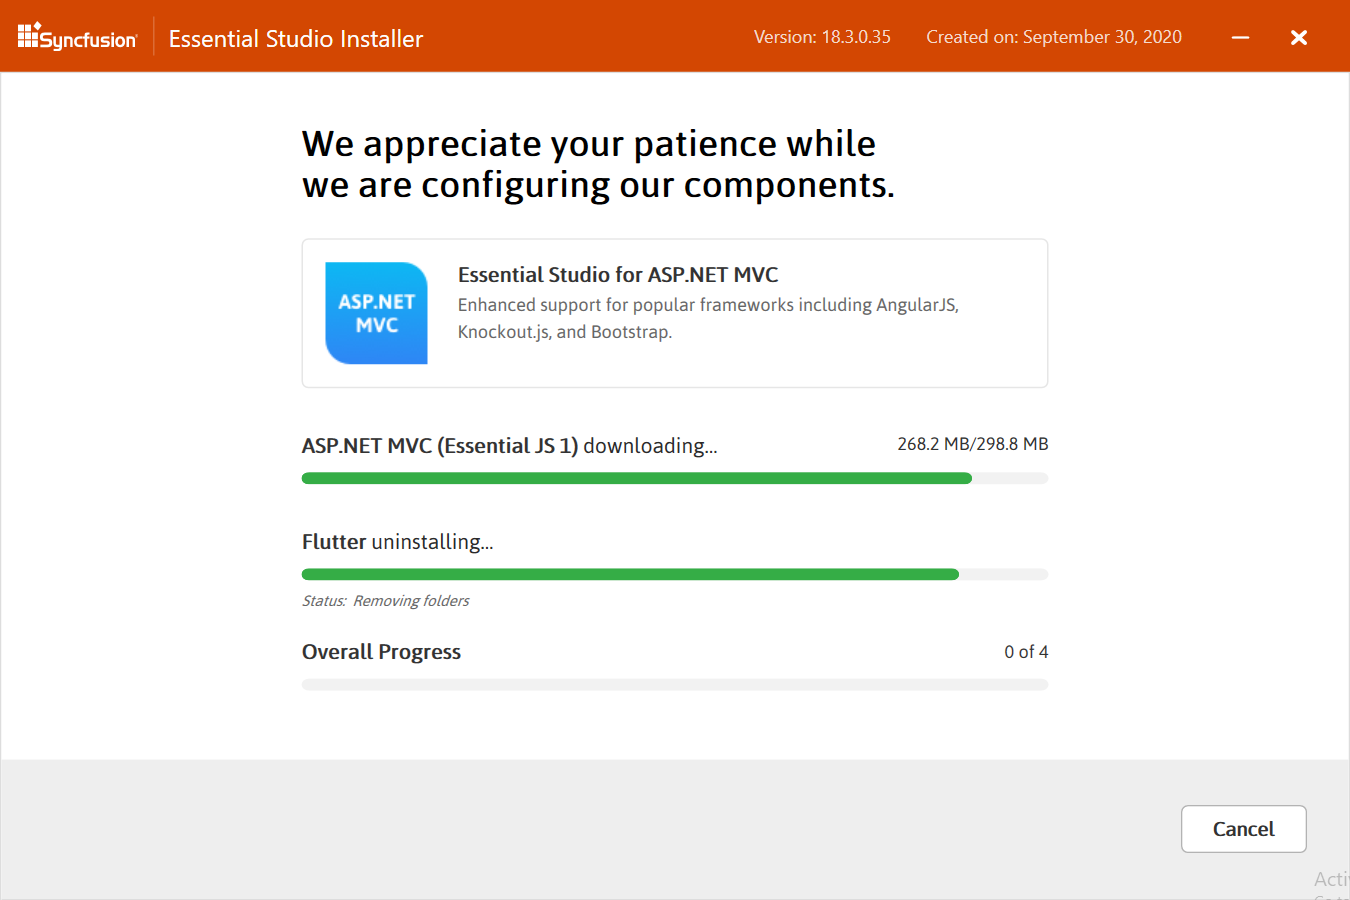 Syncfusion
Essential Studio Installer
Version: 18.3.0.35
Created on: September 30, 2020
We appreciate your patience while
we are configuring our components.
ASP.NET
MVC
Essential Studio for ASP.NET MVC
Enhanced support for popular frameworks including AngularJS,
Knockout.js, and Bootstrap.
ASP.NET MVC (Essential JS 1) downloading...
268.2 MB/298.8 MB
Flutter uninstalling...
Status: Removing folders
Overall Progress
0 of 4
Cancel